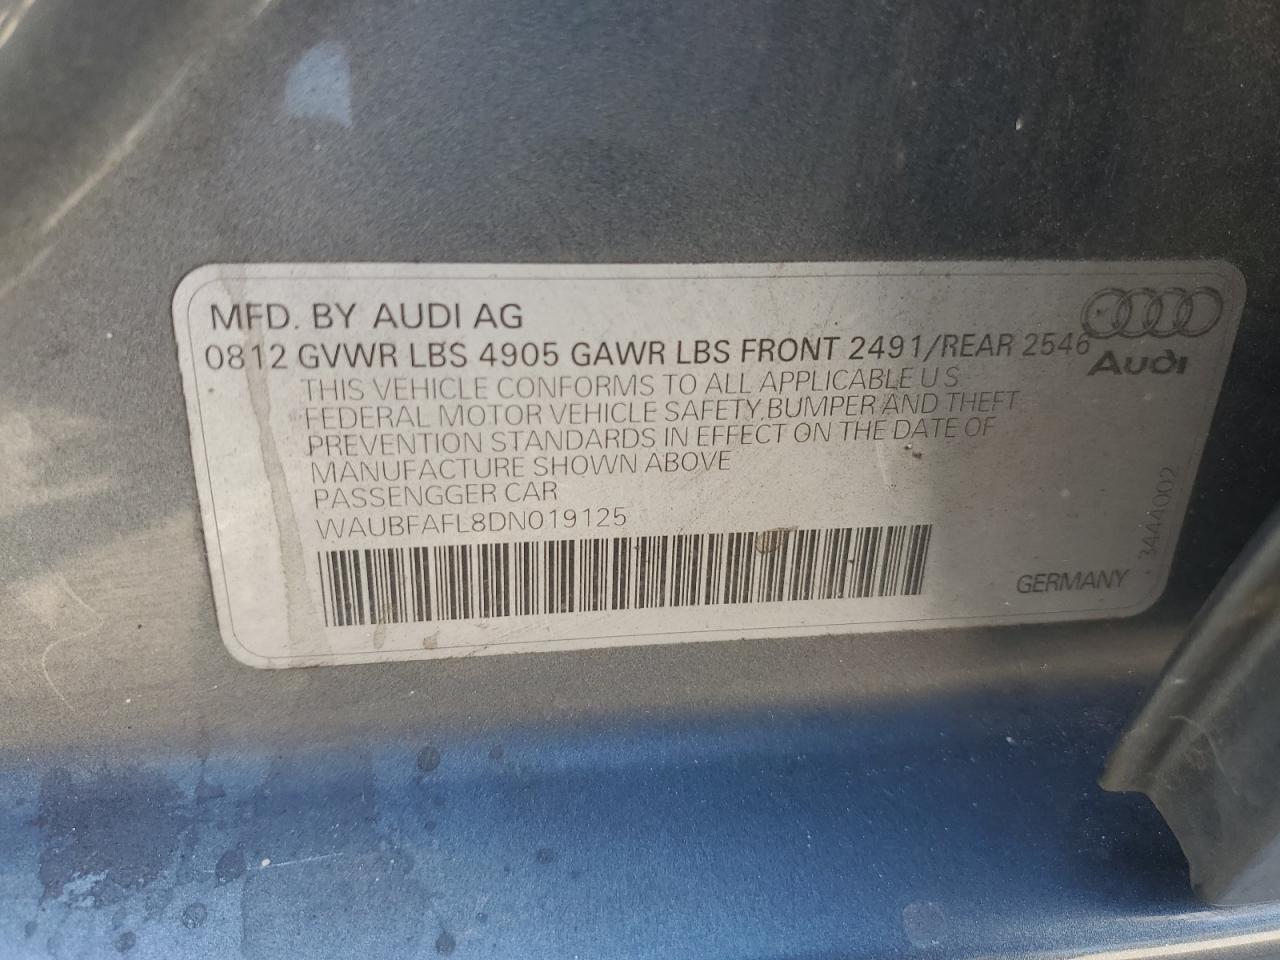 MFD. BY AUDI AG
0812 GVWR LBS 4905 GAWR LBS FRONT 2491/REAR 2546
Audi
THIS VEHICLE CONFORMS TO ALL APPLICABLE U S
FEDERAL MOTOR VEHICLE SAFETY, BUMPER AND THEFT
PREVENTION STANDARDS IN EFFECT ON THE DATE OF
MANUFACTURE SHOWN ABOVE
PASSENGGER CAR
WAUBFAFL8DN019125
GERMANY
3AAA002